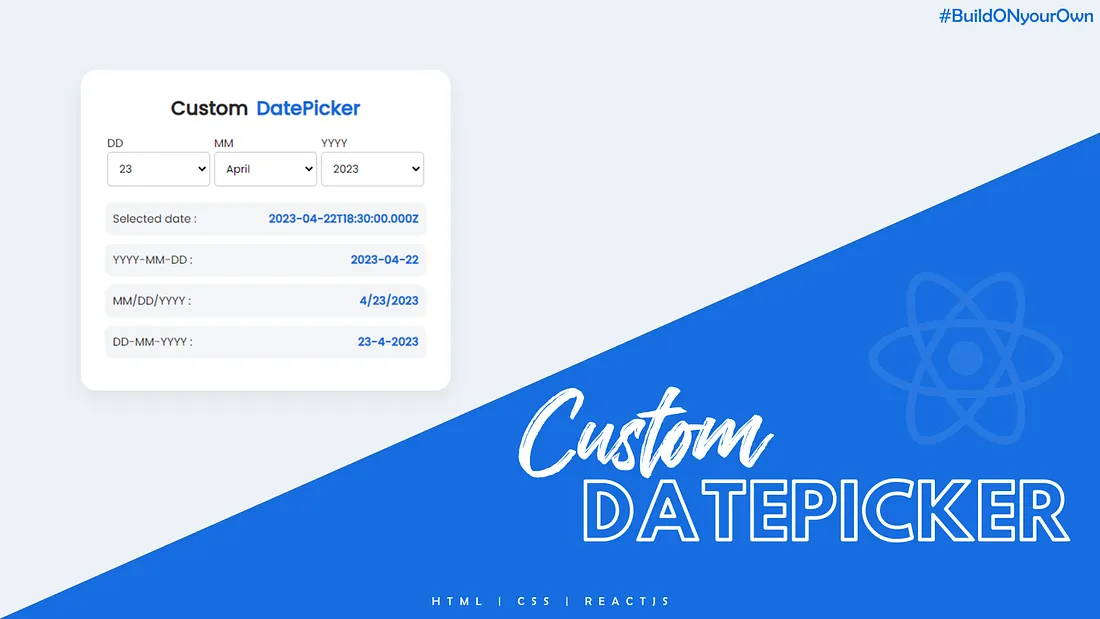 #BuildONyourOwn
Custom DatePicker
DD MM YYYY
23 April 2023
Selected date : 2023-04-22T18:30:00.000Z
YYYY-MM-DD : 2023-04-22
MM/DD/YYYY : 4/23/2023
DD-MM-YYYY : 23-4-2023
Custom
DATEPICKER
HTML | CSS | REACTJS